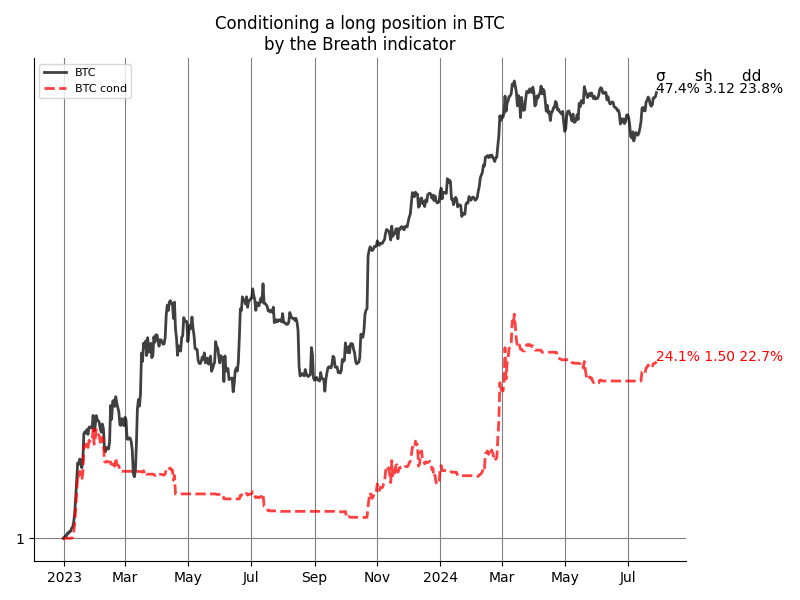 Conditioning a long position in BTC
by the Breath indicator
BTC
BTC cond
σ sh dd
47.4% 3.12 23.8%
24.1% 1.50 22.7%
1
2023 Mar May Jul Sep Nov 2024 Mar May Jul